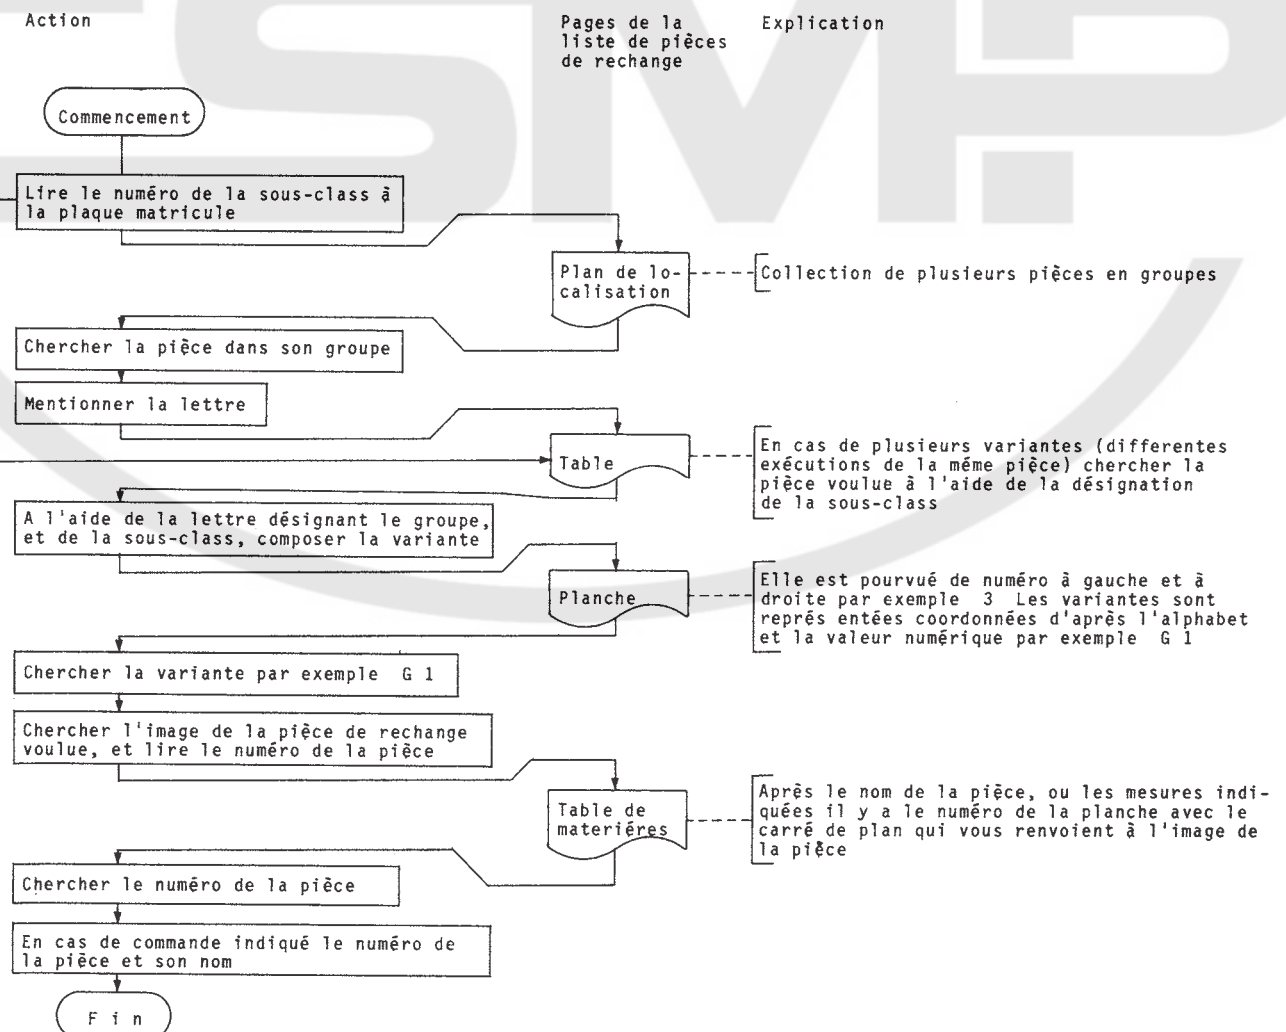 Action
Pages de la
liste de pièces
de rechange
Explication
Commencement
Lire le numéro de la sous-class à
la plaque matricule
Plan de lo-
calisation
Collection de plusieurs pièces en groupes
Chercher la pièce dans son groupe
Mentionner la lettre
Table
En cas de plusieurs variantes (differentes
exécutions de la méme pièce) chercher la
pièce voulue à l'aide de la désignation
de la sous-class
A l'aide de la lettre désignant le groupe,
et de la sous-class, composer la variante
Planche
Elle est pourvué de numéro à gauche et à
droite par exemple 3 Les variantes sont
représ entées coordonnées d'après l'alphabet
et la valeur numérique par exemple G 1
Chercher la variante par exemple G 1
Chercher l'image de la pièce de rechange
voulue, et lire le numéro de la pièce
Table de
materiéres
Après le nom de la pièce, ou les mesures indi-
quées il y a le numéro de la planche avec le
carré de plan qui vous renvoient à l'image de
la pièce
Chercher le numéro de la pièce
En cas de commande indiqué le numéro de
la pièce et son nom
F i n
SMP